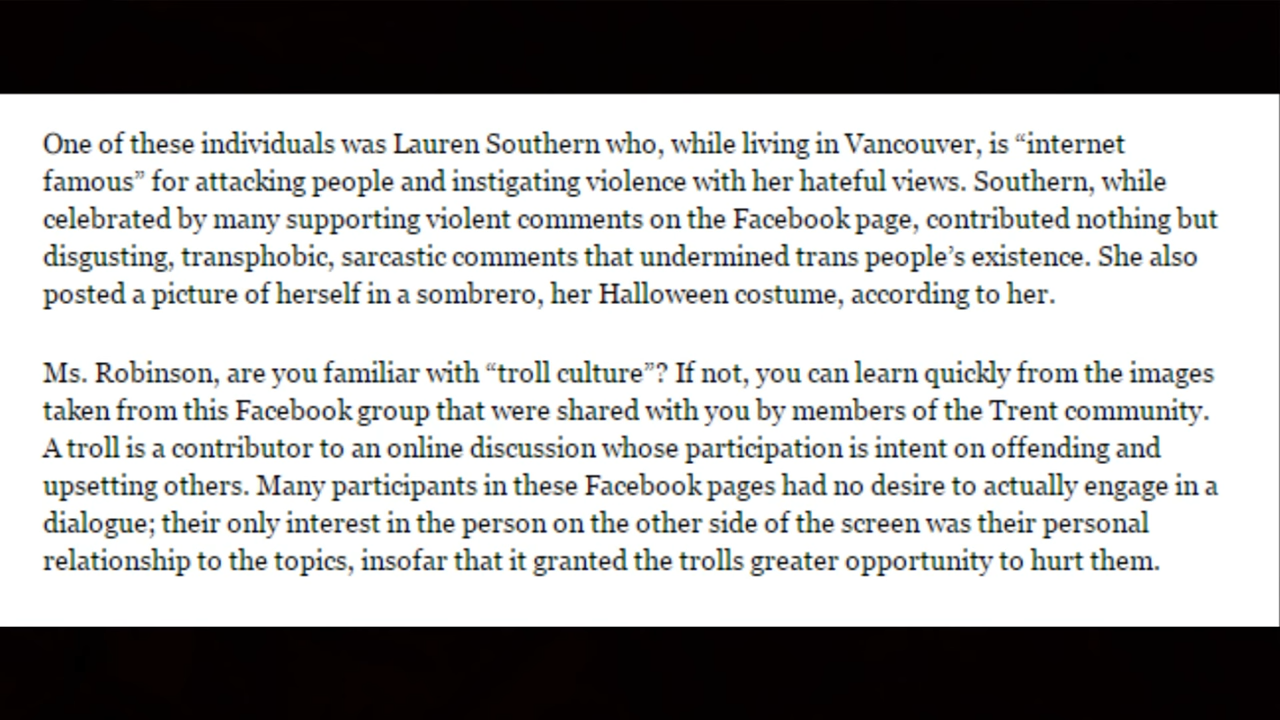 One of these individuals was Lauren Southern who, while living in Vancouver, is “internet
famous” for attacking people and instigating violence with her hateful views. Southern, while
celebrated by many supporting violent comments on the Facebook page, contributed nothing but
disgusting, transphobic, sarcastic comments that undermined trans people’s existence. She also
posted a picture of herself in a sombrero, her Halloween costume, according to her.
Ms. Robinson, are you familiar with “troll culture”? If not, you can learn quickly from the images
taken from this Facebook group that were shared with you by members of the Trent community.
A troll is a contributor to an online discussion whose participation is intent on offending and
upsetting others. Many participants in these Facebook pages had no desire to actually engage in a
dialogue; their only interest in the person on the other side of the screen was their personal
relationship to the topics, insofar that it granted the trolls greater opportunity to hurt them.